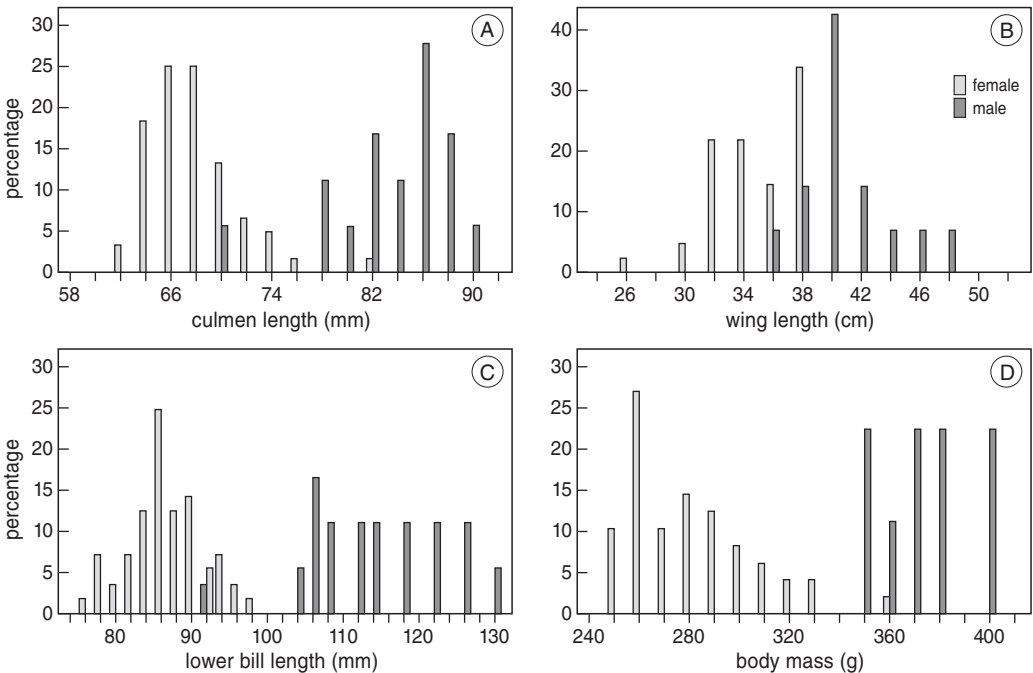 A
percentage
30
25
20
15
10
5
0
58 66 74 82 90
culmen length (mm)
B
40
30
20
10
0
female
male
26 30 34 38 42 46 50
wing length (cm)
C
percentage
30
25
20
15
10
5
0
80 90 100 110 120 130
lower bill length (mm)
D
30
25
20
15
10
5
0
240 280 320 360 400
body mass (g)